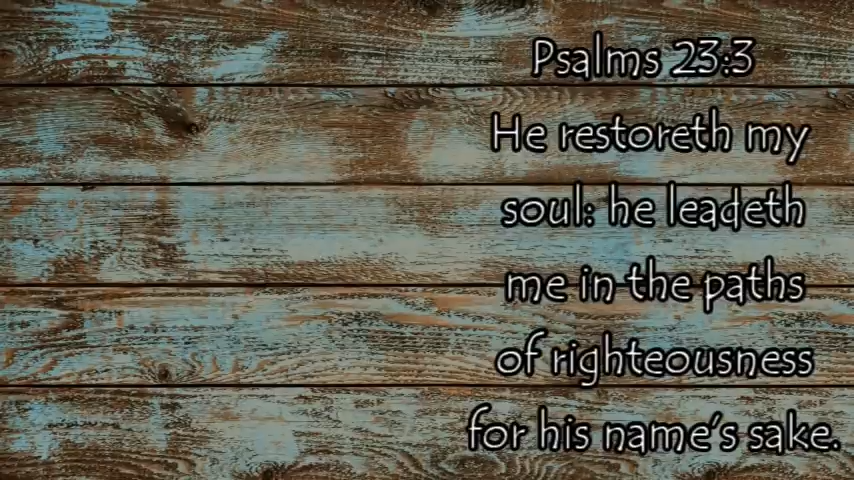 Psalms 23:3
He restoreth my
soul: he leadeth
me in the paths
of righteousness
for his name's sake.